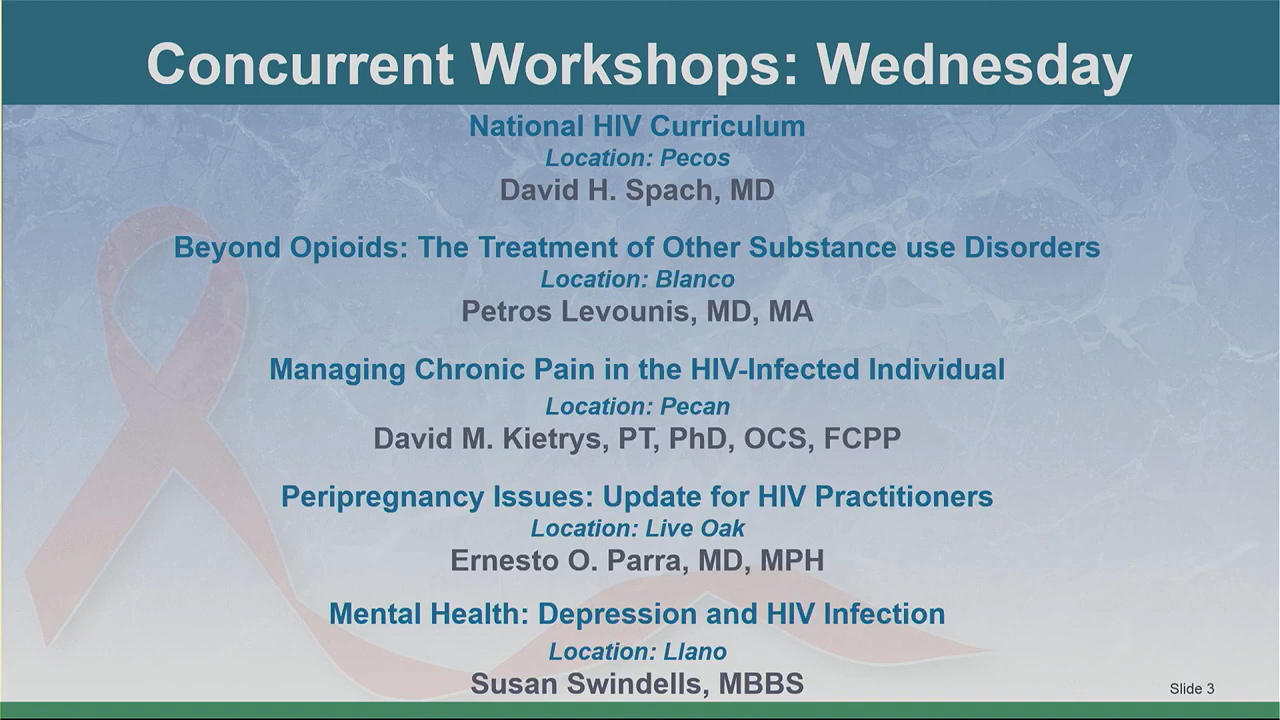 Concurrent Workshops: Wednesday
National HIV Curriculum
Location: Pecos
David H. Spach, MD
Beyond Opioids: The Treatment of Other Substance use Disorders
Location: Blanco
Petros Levounis, MD, MA
Managing Chronic Pain in the HIV-Infected Individual
Location: Pecan
David M. Kietrys, PT, PhD, OCS, FCPP
Peripregnancy Issues: Update for HIV Practitioners
Location: Live Oak
Ernesto O. Parra, MD, MPH
Mental Health: Depression and HIV Infection
Location: Llano
Susan Swindells, MBBS
Slide 3